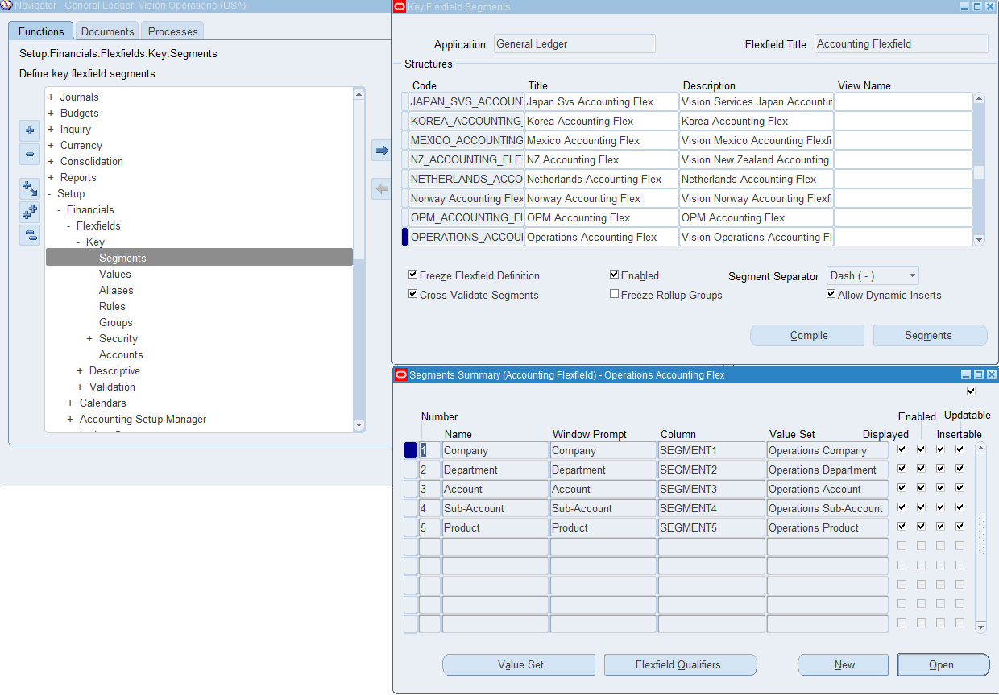 Navigator - General Ledger, Vision Operations (USA)
Functions Documents Processes
Setup:Financials:Flexfields:Key:Segments
Define key flexfield segments
+ Journals
+ Budgets
+ Inquiry
+ Currency
+ Consolidation
+ Reports
- Setup
- Financials
- Flexfields
- Key
Segments
Values
Aliases
Rules
Groups
+ Security
Accounts
+ Descriptive
+ Validation
+ Calendars
+ Accounting Setup Manager
Key Flexfield Segments
Application General Ledger Flexfield Title Accounting Flexfield
Structures
Code Title Description View Name
JAPAN_SVS_ACCOUN Japan Svs Accounting Flex Vision Services Japan Accountin
KOREA_ACCOUNTING_ Korea Accounting Flex Korea Accounting Flex
MEXICO_ACCOUNTING Mexico Accounting Flex Vision Mexico Accounting Flexfi
NZ_ACCOUNTING_FLE NZ Accounting Flex Vision New Zealand Accounting
NETHERLANDS_ACCO Netherlands Accounting Flex Netherlands Accounting Flex
Norway Accounting Flex Norway Accounting Flex Vision Norway Accounting Flexfi
OPM_ACCOUNTING_FL OPM Accounting Flex OPM Accounting Flex
OPERATIONS_ACCOUI Operations Accounting Flex Vision Operations Accounting Fl
Freeze Flexfield Definition Enabled Segment Separator Dash ( - )
Cross-Validate Segments Freeze Rollup Groups Allow Dynamic Inserts
Compile Segments
Segments Summary (Accounting Flexfield) - Operations Accounting Flex
Number Enabled Updatable
Name Window Prompt Column Value Set Displayed Insertable
1 Company Company SEGMENT1 Operations Company
2 Department Department SEGMENT2 Operations Department
3 Account Account SEGMENT3 Operations Account
4 Sub-Account Sub-Account SEGMENT4 Operations Sub-Account
5 Product Product SEGMENT5 Operations Product
Value Set Flexfield Qualifiers New Open